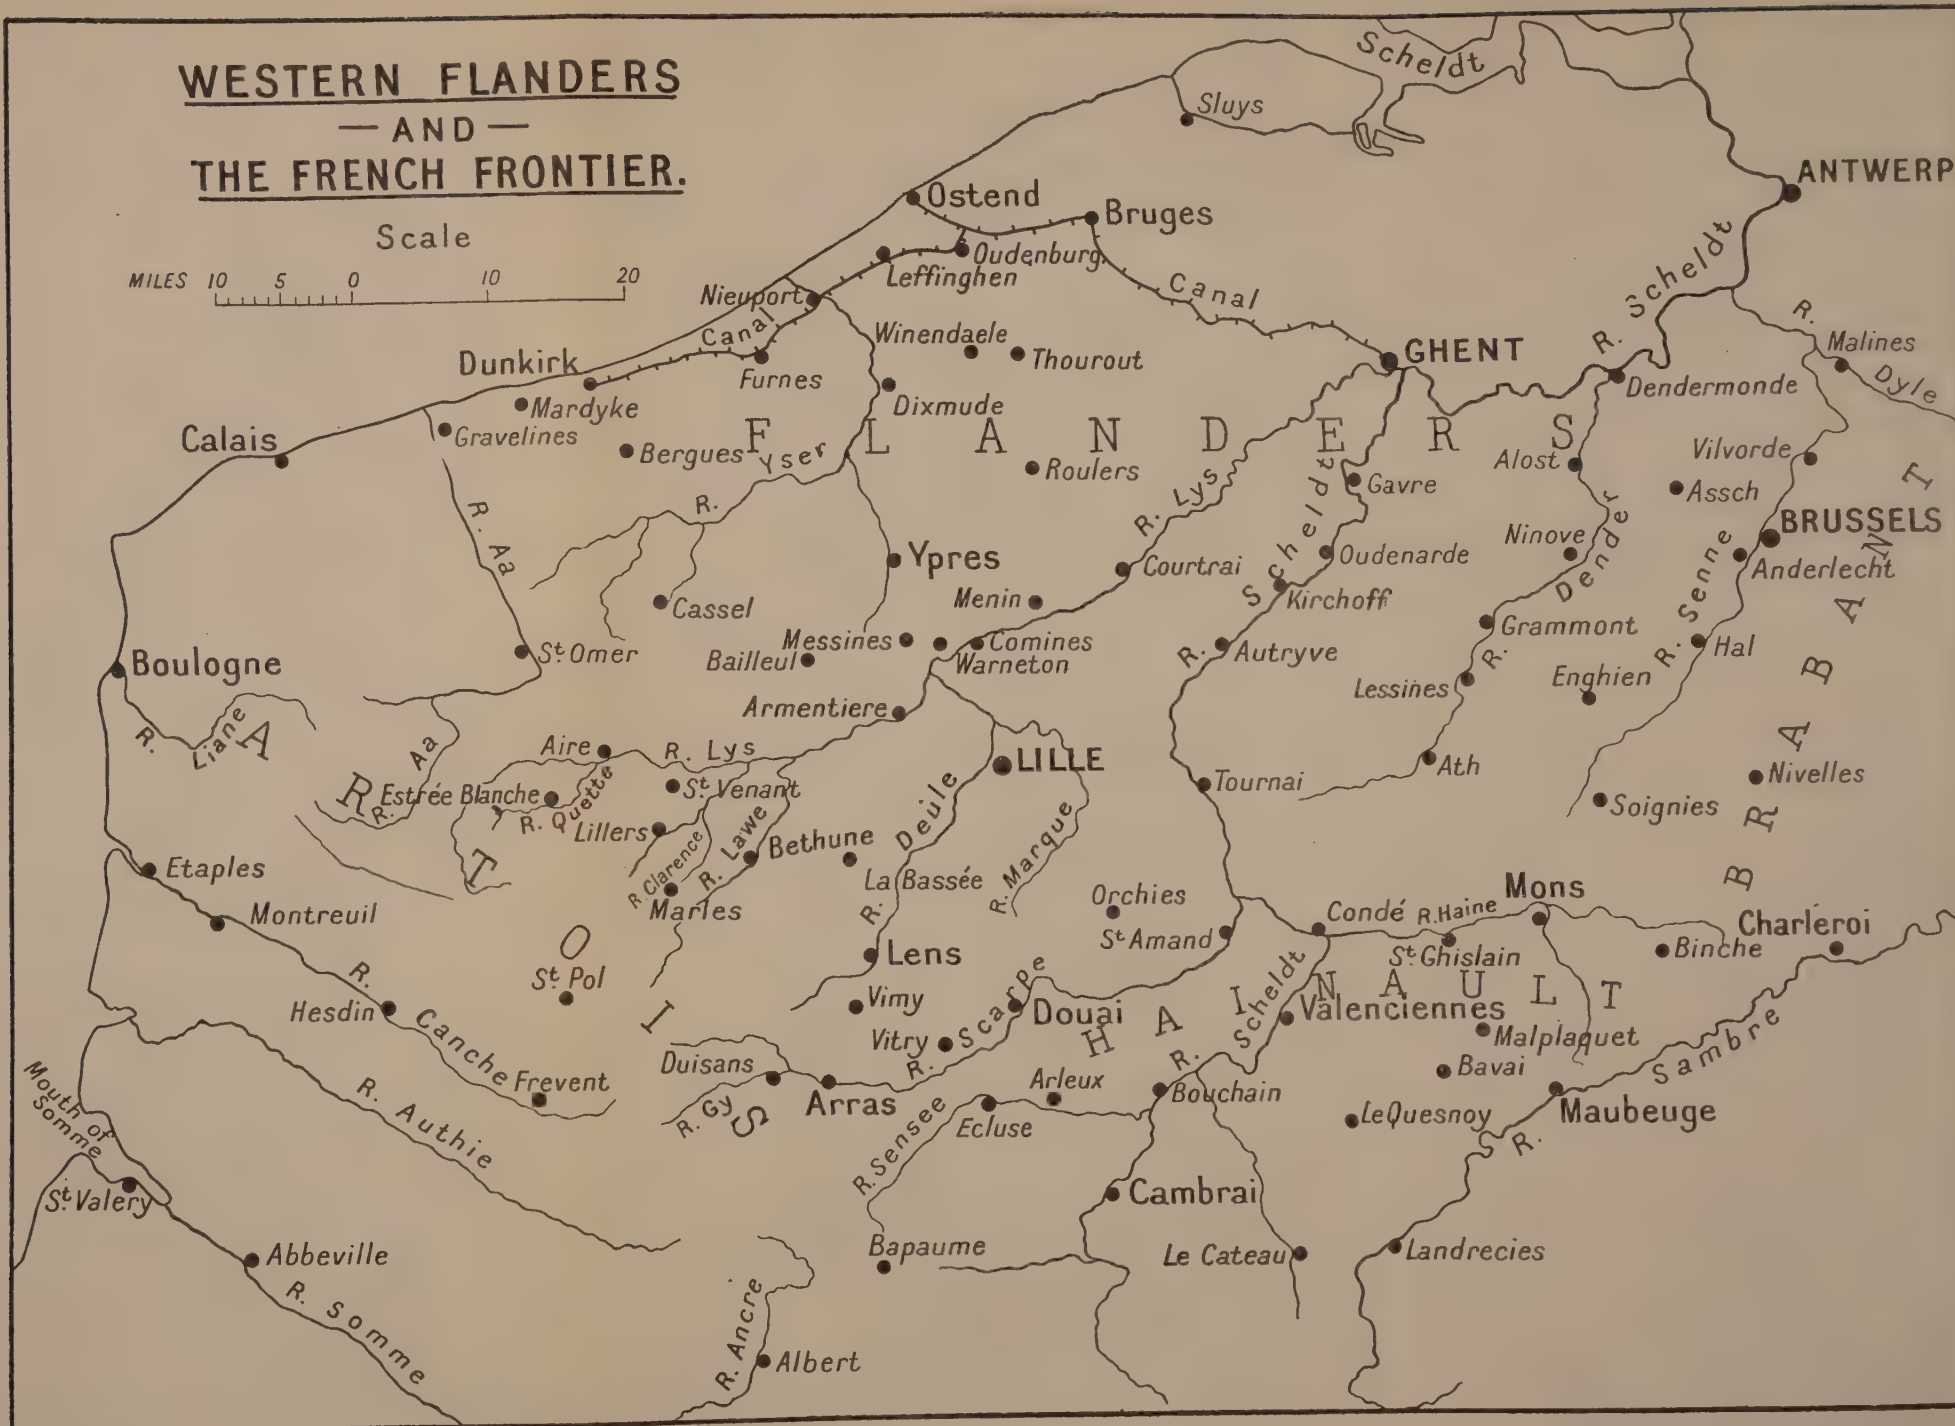 WESTERN FLANDERS
— AND —
THE FRENCH FRONTIER.
Scale
MILES 10 5 0 10 20
Scheldt
Sluys
ANTWERP
Ostend
Bruges
Oudenburg
Leffinghen
Canal
Nieuport
Canal
R. Scheldt
R. Dyle
Malines
Winendaele
Thourout
GHENT
Dunkirk
Furnes
Dendermonde
Mardyke
Dixmude
Gravelines
Calais
FLANDERS
Bergues
R. Yser
Roulers
Alost
Vilvorde
Gavre
Assch
R. Lys
R. Aa
BRUSSELS
Ypres
Ninove
Oudenarde
Courtrai
Anderlecht
R. Scheldt
Kirchoff
R. Dender
R. Senne
Menin
Cassel
Grammont
Messines
Comines
St. Omer
Bailleul
Warneton
Autryve
Hal
Boulogne
Lessines
Enghien
BRABANT
Armentiere
R. Liane
R. Aa
Aire
R. Lys
LILLE
Ath
Nivelles
Tournai
Estrée Blanche
St. Venant
R. Quette
Soignies
Lillers
R. Deule
R. Marque
Bethune
R. Lawe
R. Clarence
Etaples
La Bassée
Marles
Orchies
Mons
Montreuil
Condé
R. Haine
Charleroi
St Amand
St. Ghislain
Binche
Lens
ARTOIS
St. Pol
R. Canche
Hesdin
Vimy
Douai
HAINAULT
R. Scheldt
Valenciennes
Vitry
R. Scarpe
Malplaquet
R. Sambre
Duisans
Bavai
Frevent
Arleux
Bouchain
Arras
Maubeuge
R. Gy
Le Quesnoy
Ecluse
R. Authie
Mouth of
Somme
R. Sensee
St. Valery
Cambrai
Bapaume
Le Cateau
Landrecies
Abbeville
R. Somme
R. Ancre
Albert